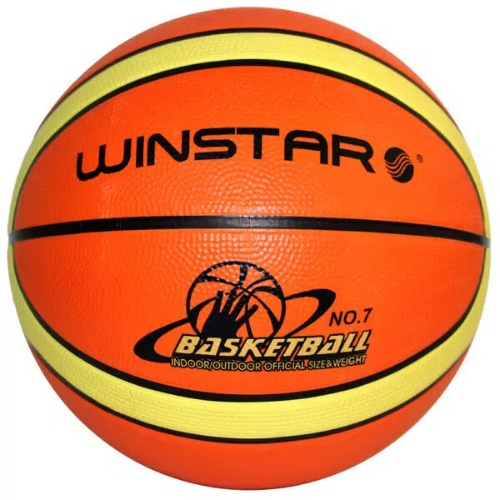 WINSTAR
NO.7
BASKETBALL
INDOOR/OUTDOOR OFFICIAL SIZE&WEIGHT